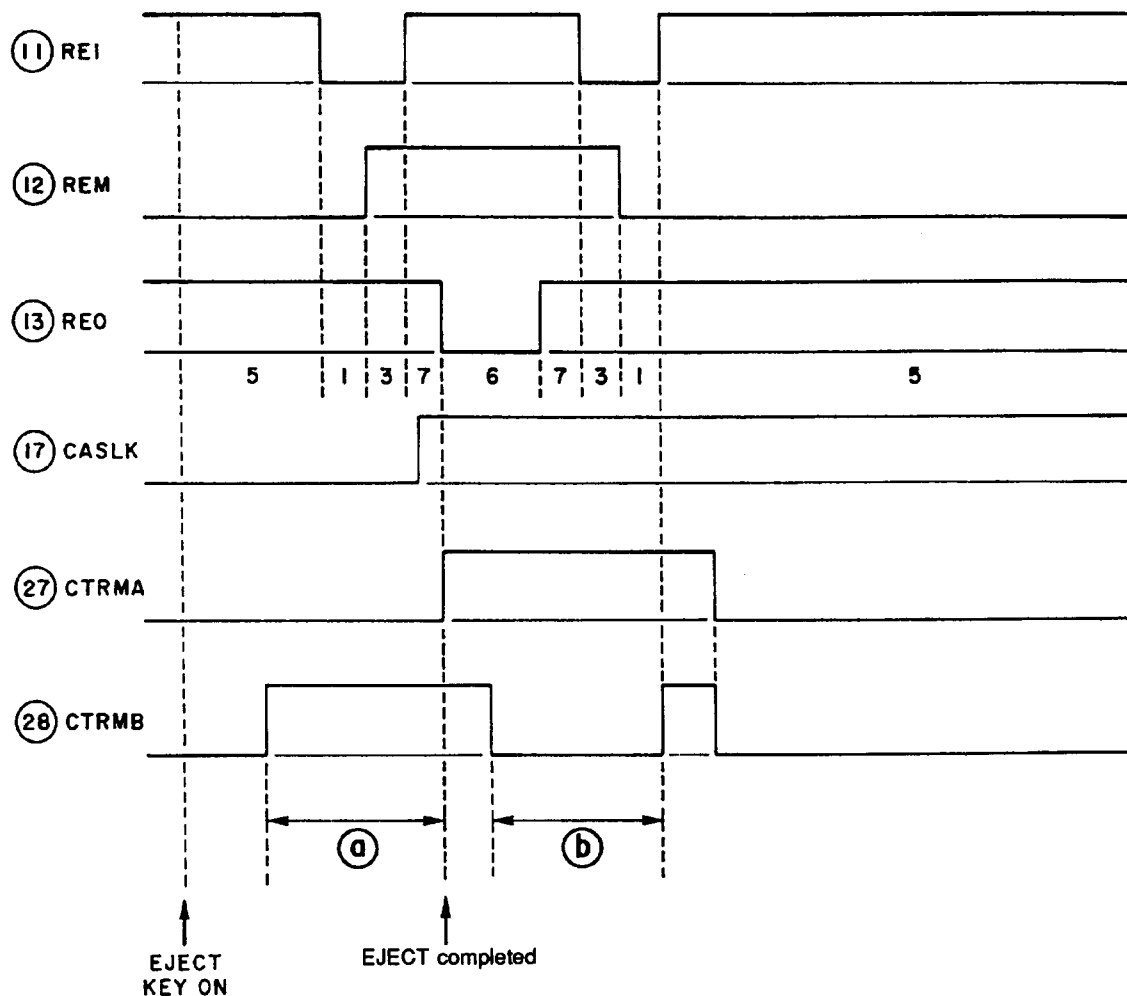 11 REI
12 REM
13 REO
5 1 3 7 6 7 3 1 5
17 CASLK
27 CTRMA
28 CTRMB
a b
EJECT
KEY ON
EJECT completed